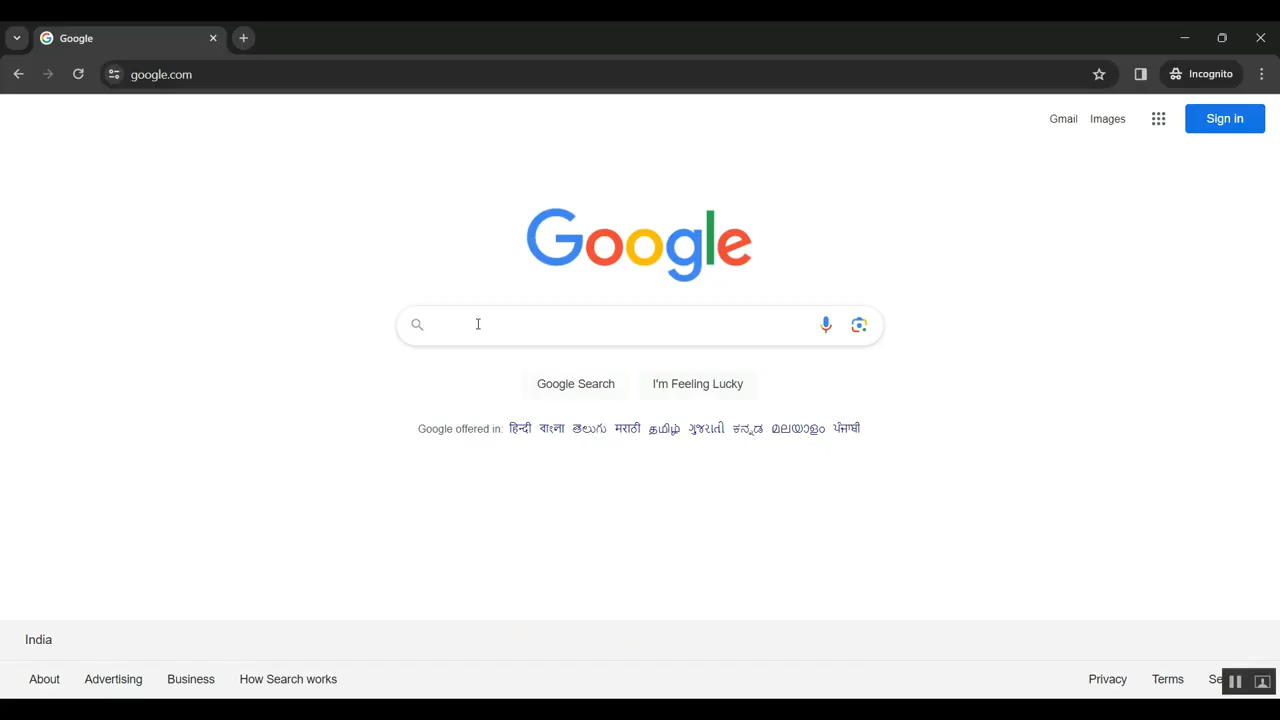 Google
google.com
Incognito
Gmail Images Sign in
Google
Google Search I'm Feeling Lucky
Google offered in: हिन्दी বাংলা తెలుగు मराठी தமிழ் ગુજરાતી ಕನ್ನಡ മലയാളം ਪੰਜਾਬੀ
India
About Advertising Business How Search works Privacy Terms Se